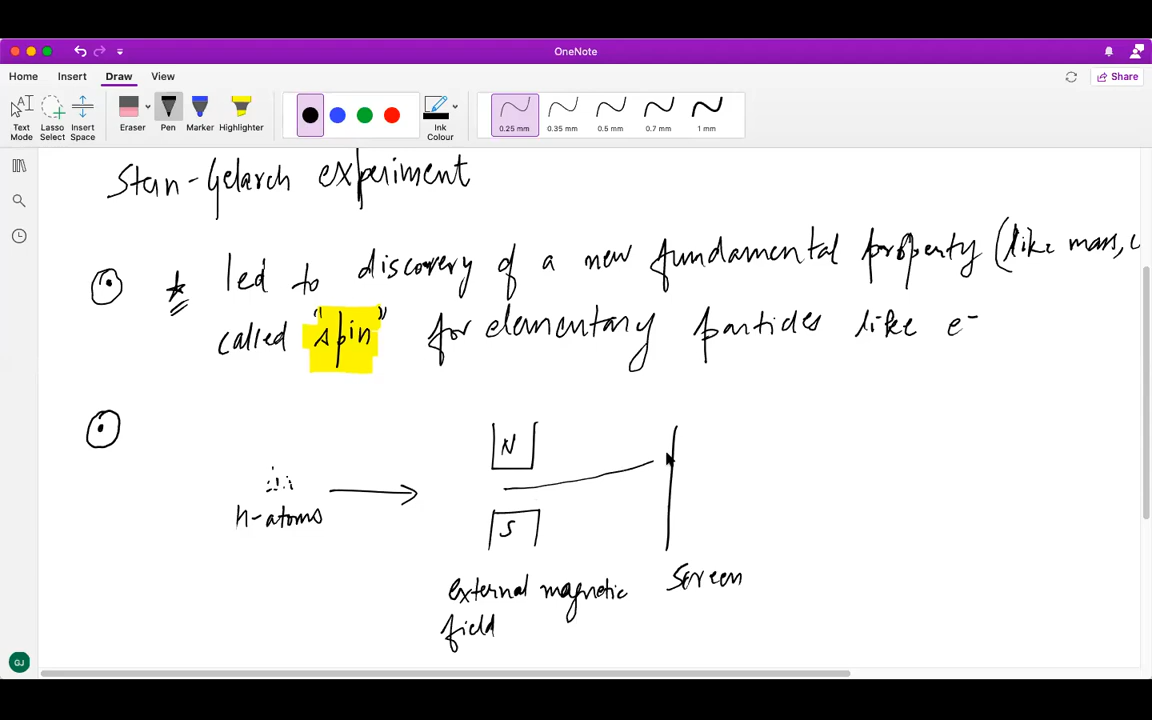 OneNote
Home Insert Draw View
Share
Text Mode
Lasso Select
Insert Space
Eraser
Pen
Marker
Highlighter
Ink Colour
0.25 mm
0.35 mm
0.5 mm
0.7 mm
1 mm
Stern-Gelarch experiment
led to discovery of a new fundamental property (like mass, c
called "spin" for elementary particles like e-
N
H-atoms
S
external magnetic
field
Screen
GJ